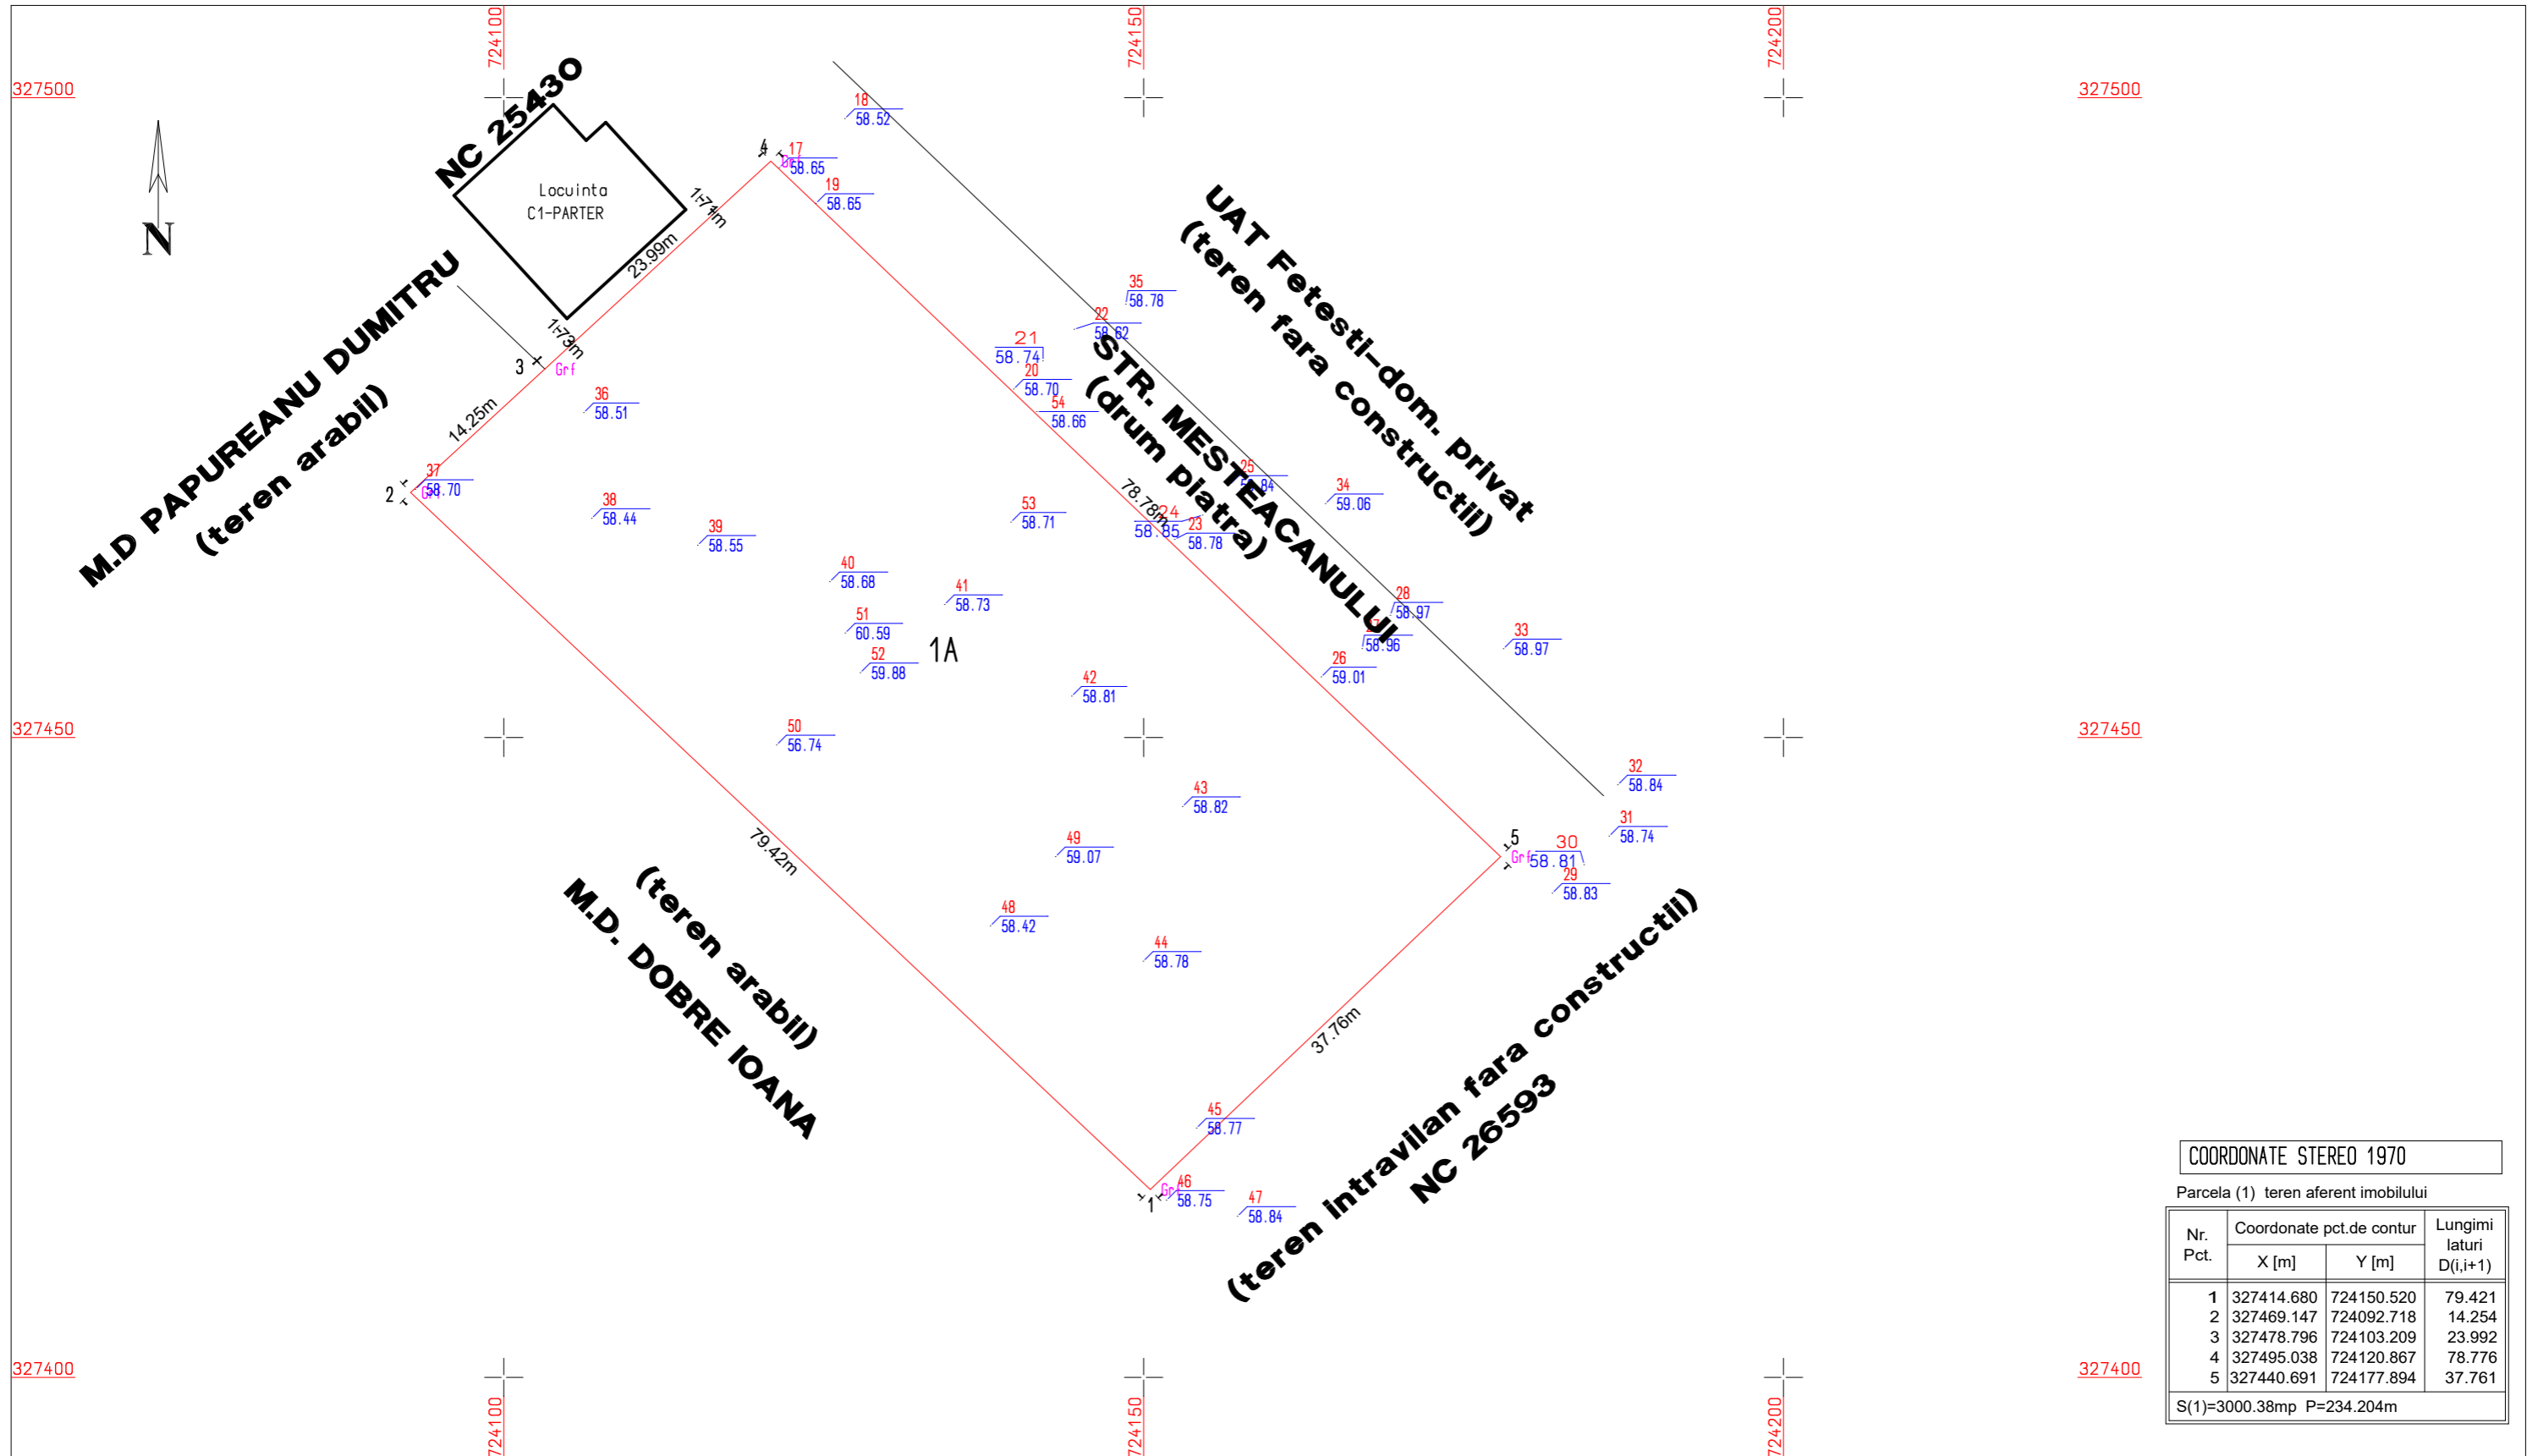 724100
724150
724200
327500
327500
NC 25430
Locuinta
C1-PARTER
N
18
58.52
4
17
Grf
58.65
19
58.65
1.71m
23.99m
UAT Fetesti-dom. privat
(teren fara constructii)
M.D PAPUREANU DUMITRU
(teren arabil)
1.73m
3
Grf
14.25m
35
58.78
22
58.62
21
58.74
20
58.70
54
58.66
STR. MESTEACANULUI
(drum piatra)
36
58.51
37
58.70
2
Grf
38
58.44
39
58.55
53
58.71
78.78m
24
58.85
23
58.78
25
58.84
34
59.06
40
58.68
41
58.73
51
60.59
52
59.88
1A
28
58.97
27
58.96
33
58.97
26
59.01
42
58.81
327450
327450
50
56.74
32
58.84
43
58.82
31
58.74
5
Grf
30
58.81
29
58.83
79.42m
49
59.07
48
58.42
44
58.78
(teren arabil)
M.D. DOBRE IOANA
37.76m
(teren intravilan fara constructii)
NC 26593
45
58.77
Grf
46
58.75
1
47
58.84
COORDONATE STEREO 1970
Parcela (1) teren aferent imobilului
Nr. Pct. Coordonate pct.de contur Lungimi laturi D(i,i+1)
X [m] Y [m]
1 327414.680 724150.520 79.421
2 327469.147 724092.718 14.254
3 327478.796 724103.209 23.992
4 327495.038 724120.867 78.776
5 327440.691 724177.894 37.761
S(1)=3000.38mp P=234.204m
327400
327400
724100
724150
724200